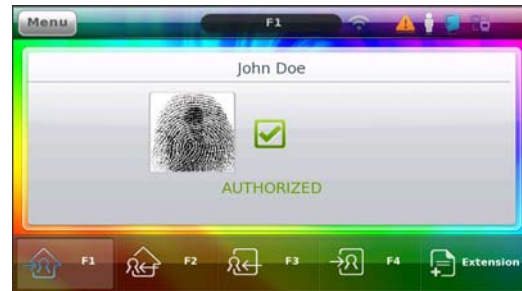 Menu
F1
John Doe
AUTHORIZED
F1 F2 F3 F4 Extension